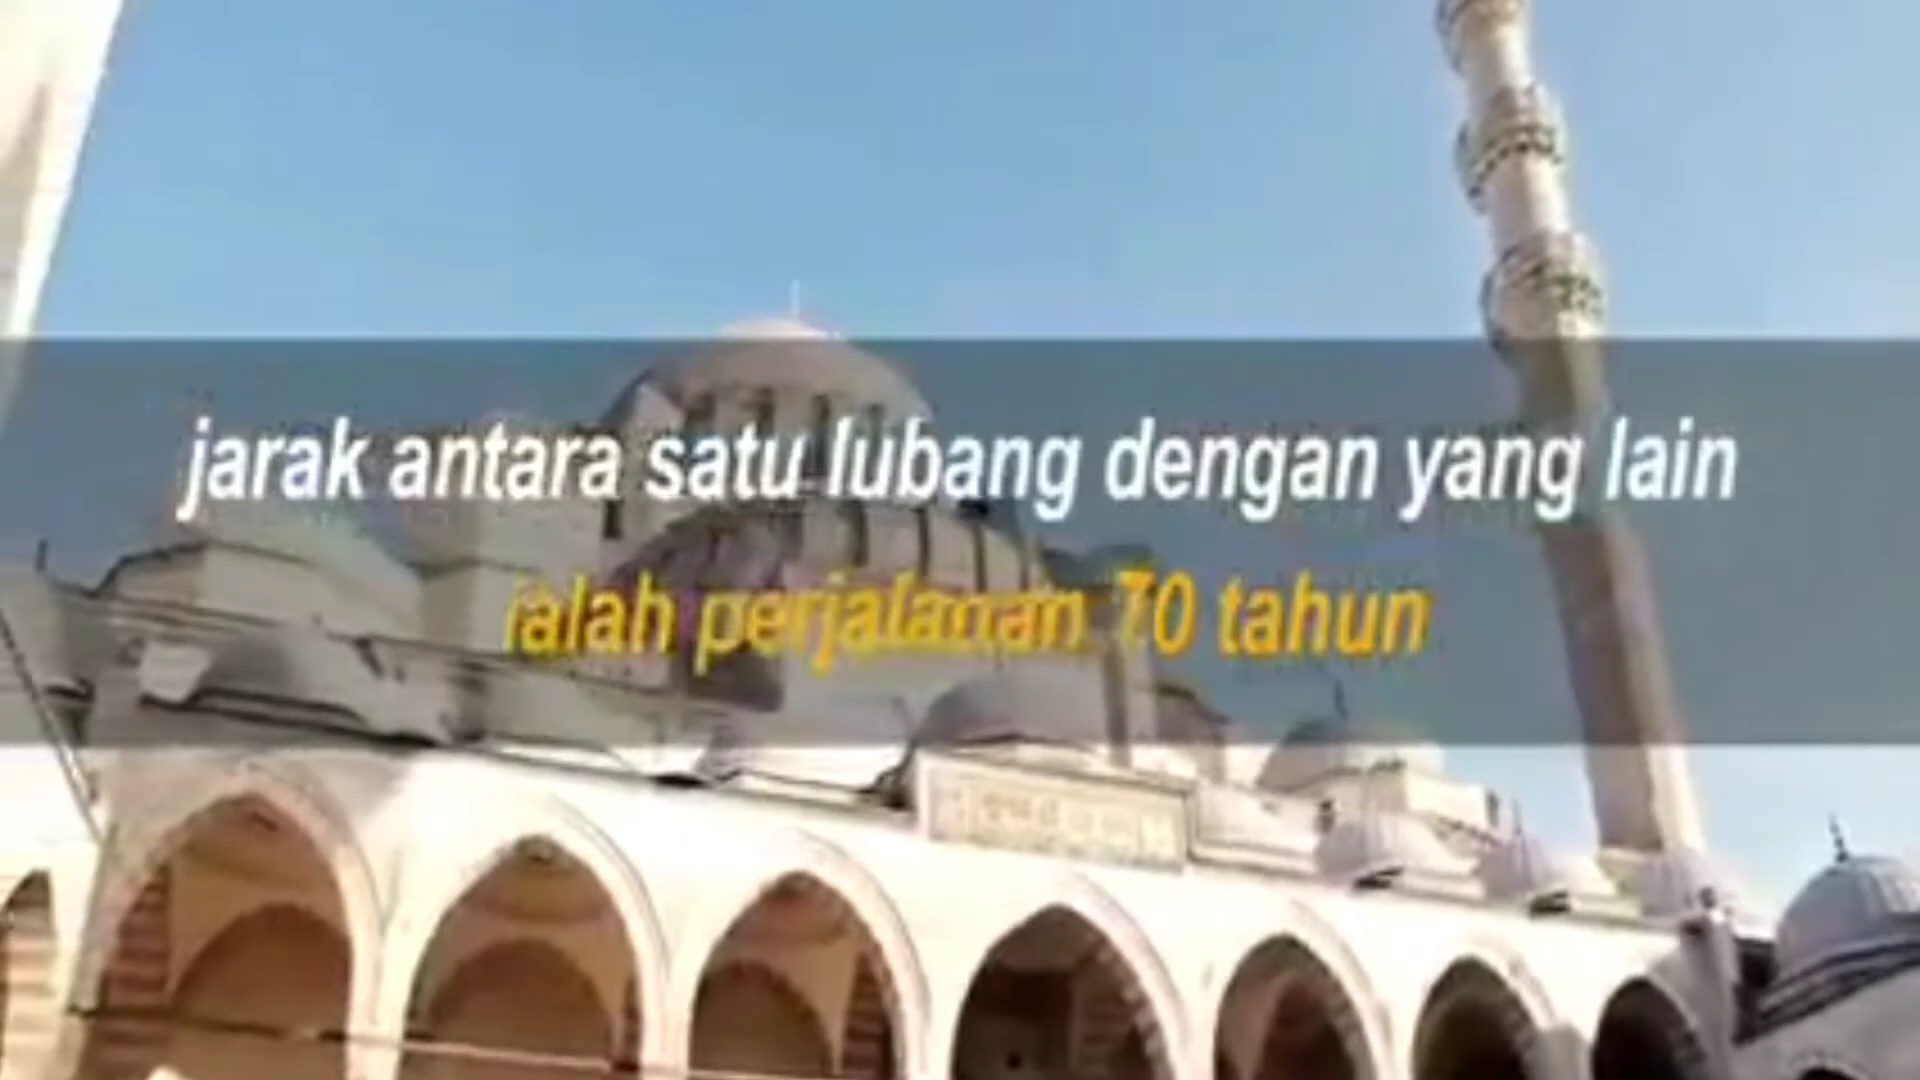 jarak antara satu lubang dengan yang lain
ialah perjalanan 70 tahun